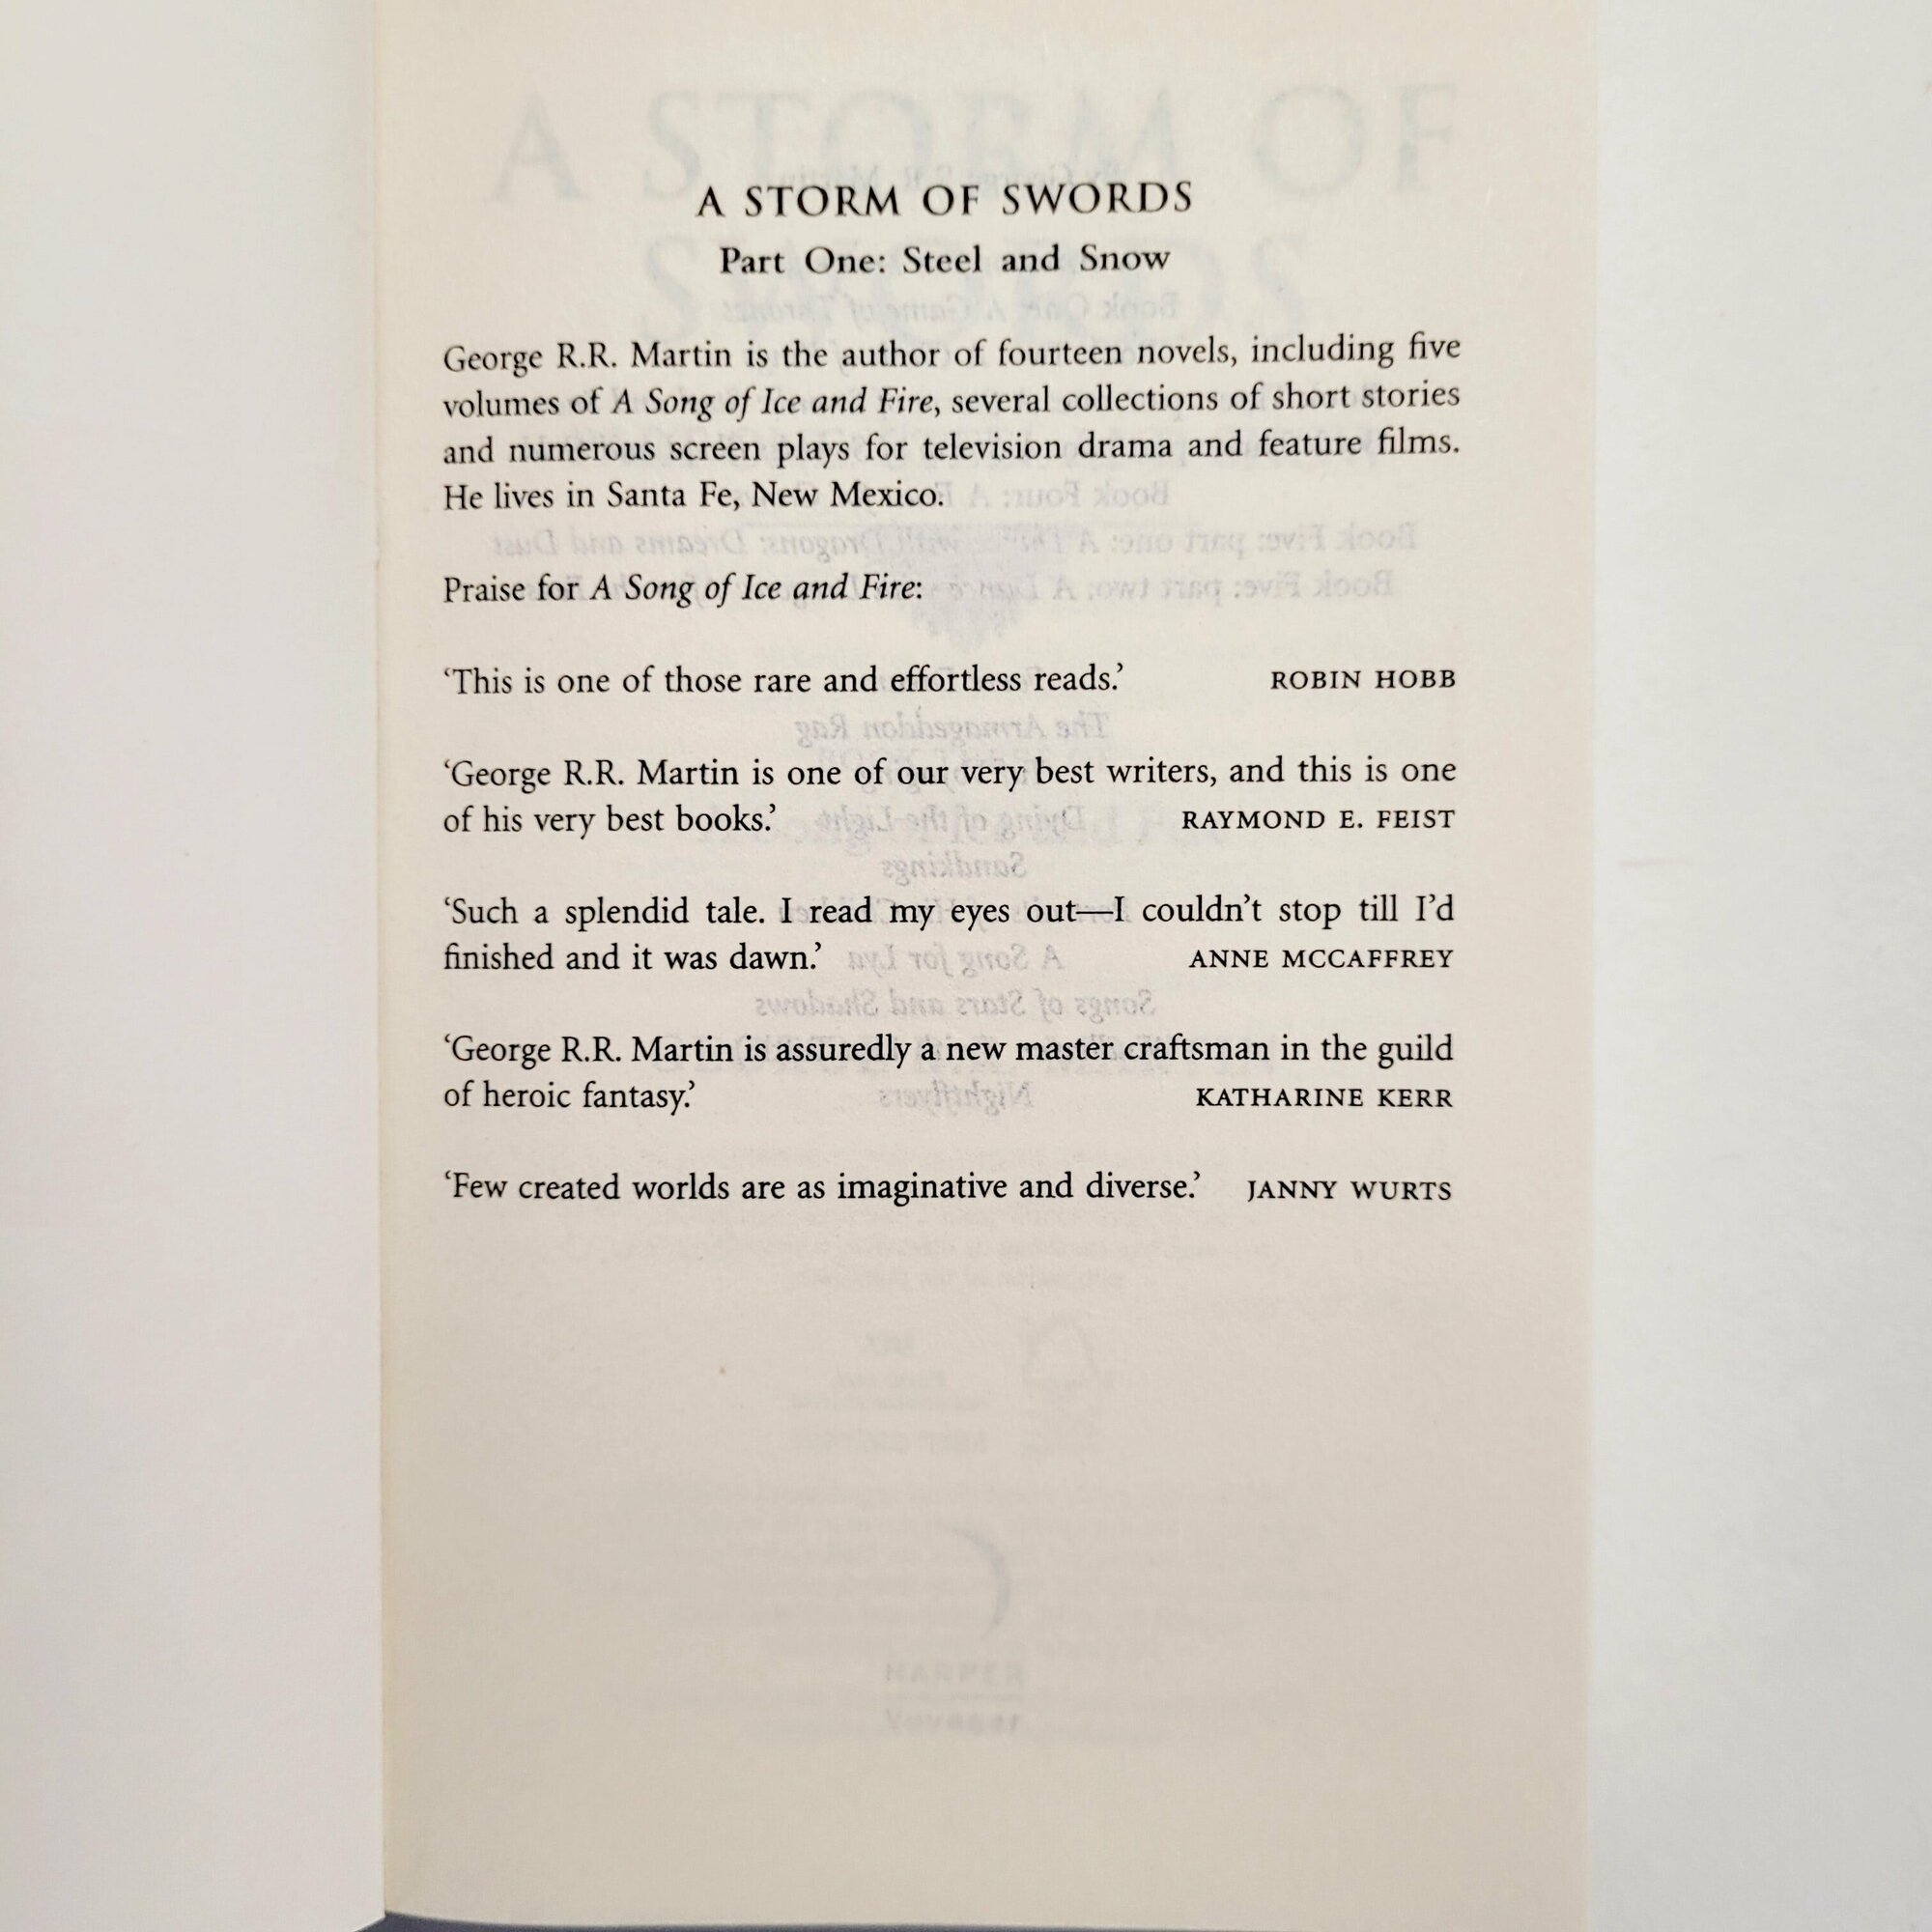 A STORM OF SWORDS
Part One: Steel and Snow
George R.R. Martin is the author of fourteen novels, including five
volumes of A Song of Ice and Fire, several collections of short stories
and numerous screen plays for television drama and feature films.
He lives in Santa Fe, New Mexico.
Praise for A Song of Ice and Fire:
‘This is one of those rare and effortless reads.’ ROBIN HOBB
‘George R.R. Martin is one of our very best writers, and this is one
of his very best books.’ RAYMOND E. FEIST
‘Such a splendid tale. I read my eyes out—I couldn’t stop till I’d
finished and it was dawn.’ ANNE MCCAFFREY
‘George R.R. Martin is assuredly a new master craftsman in the guild
of heroic fantasy.’ KATHARINE KERR
‘Few created worlds are as imaginative and diverse.’ JANNY WURTS